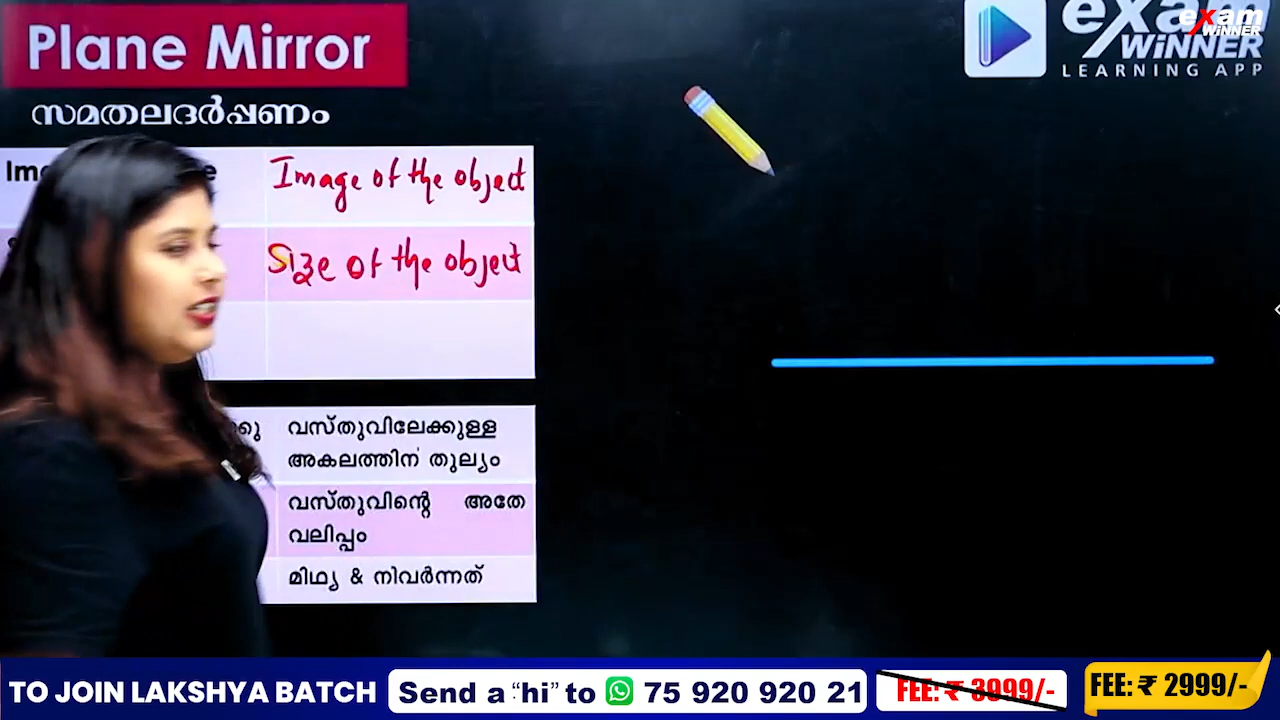 Plane Mirror
സമതലദർപ്പണം
exam
WiNNER
LEARNING APP
exam
WiNNER
Image of the object
Size of the object
വസ്തുവിലേക്കുള്ള
അകലത്തിന് തുല്യം
വസ്തുവിന്റെ അതേ
വലിപ്പം
മിഥ്യ & നിവർന്നത്
TO JOIN LAKSHYA BATCH
Send a “hi” to 75 920 920 21
FEE: ₹ 3999/-
FEE: ₹ 2999/-